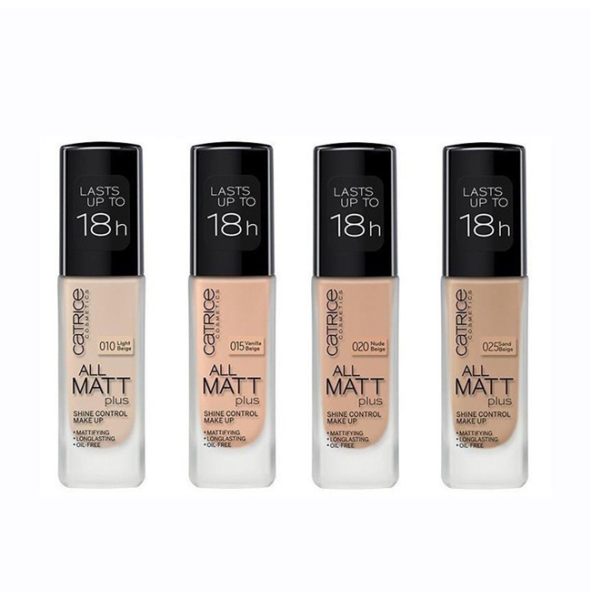 LASTS
UP TO
18h
CATRICE
COSMETICS
010 Light
Beige
ALL
MATT
plus
SHINE CONTROL
MAKE UP
+MATTIFYING
+LONGLASTING
+OIL-FREE
LASTS
UP TO
18h
CATRICE
COSMETICS
015 Vanilla
Beige
ALL
MATT
plus
SHINE CONTROL
MAKE UP
+MATTIFYING
+LONGLASTING
+OIL-FREE
LASTS
UP TO
18h
CATRICE
COSMETICS
020 Nude
Beige
ALL
MATT
plus
SHINE CONTROL
MAKE UP
+MATTIFYING
+LONGLASTING
+OIL-FREE
LASTS
UP TO
18h
CATRICE
COSMETICS
025 Sand
Beige
ALL
MATT
plus
SHINE CONTROL
MAKE UP
+MATTIFYING
+LONGLASTING
+OIL-FREE